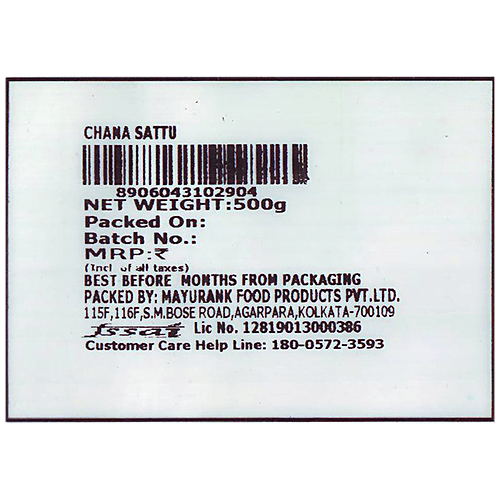 CHANA SATTU
8906043102904
NET WEIGHT:500g
Packed On:
Batch No.:
MRP:₹
(Incl. of all taxes)
BEST BEFORE MONTHS FROM PACKAGING
PACKED BY: MAYURANK FOOD PRODUCTS PVT.LTD.
115F,116F,S.M.BOSE ROAD,AGARPARA,KOLKATA-700109
fssai Lic No. 12819013000386
Customer Care Help Line: 180-0572-3593